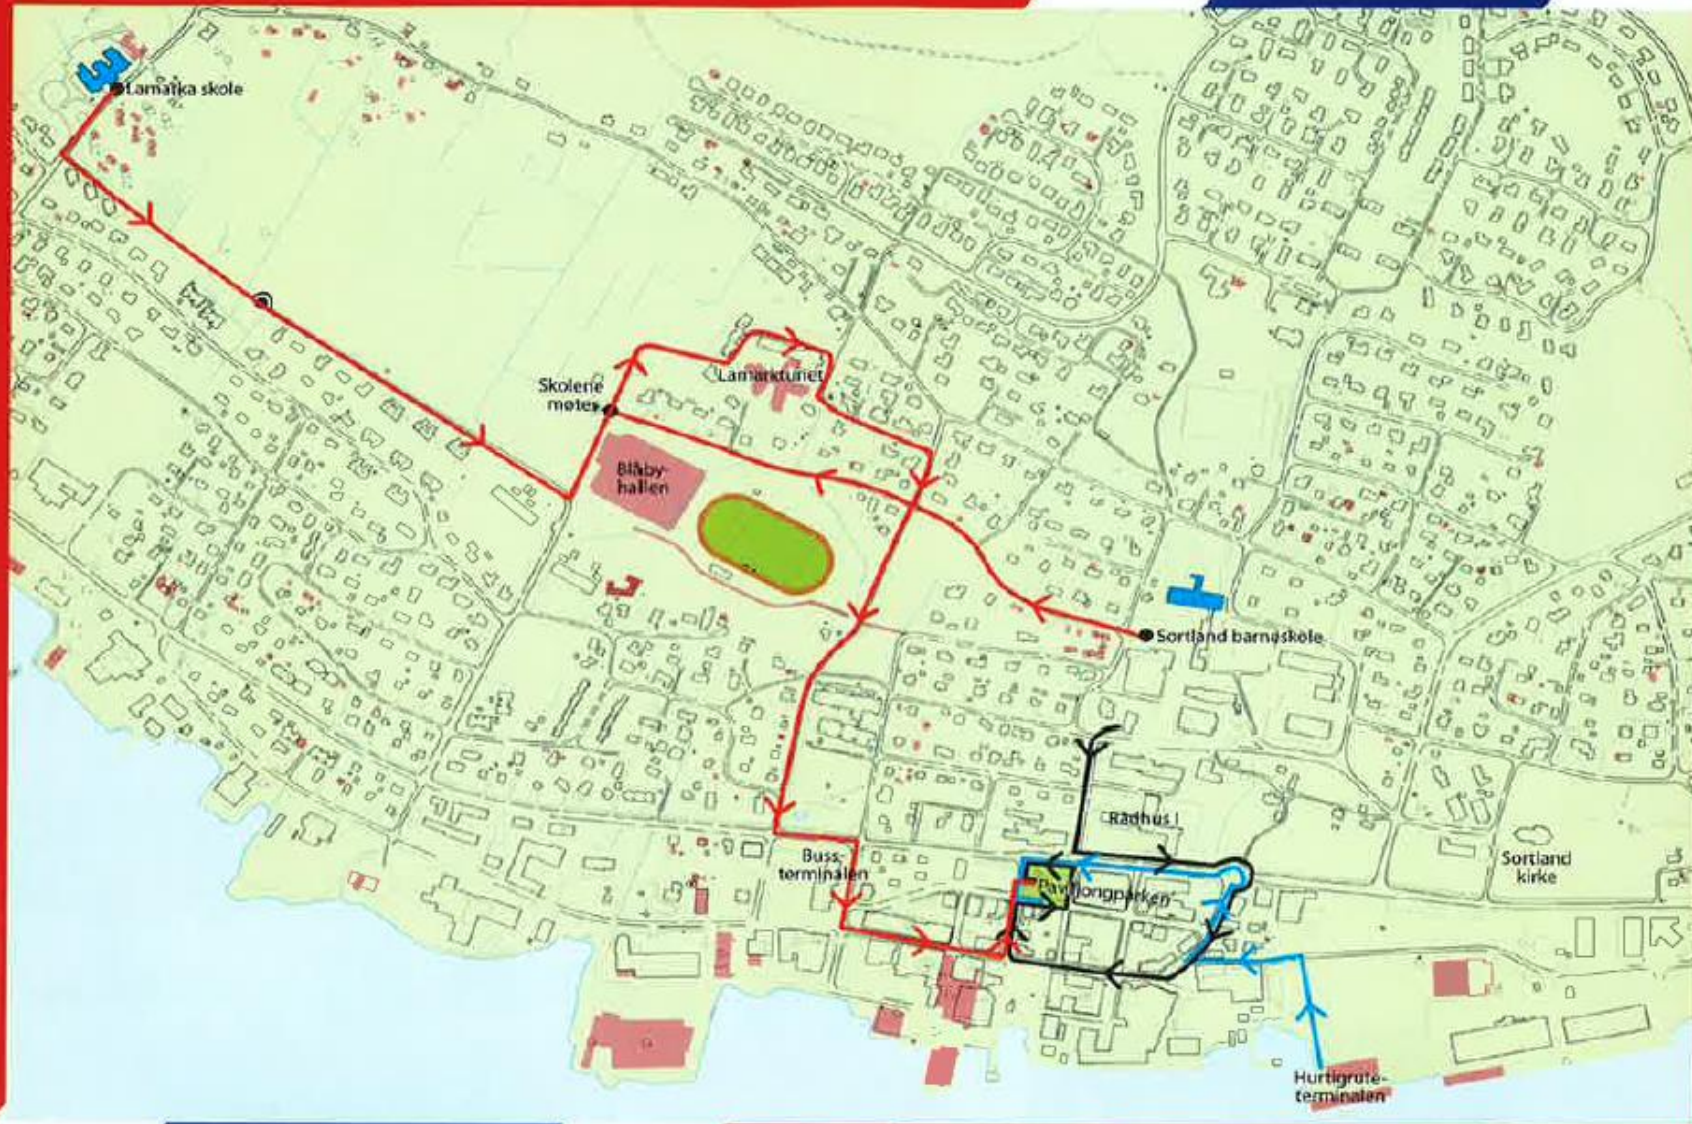 Lamarka skole
Skolene
møtes
Lamarktunet
Blåby-
hallen
Sortland barneskole
Rådhus I
Buss-
terminalen
Paviljongparken
Sortland
kirke
Hurtigrute-
terminalen